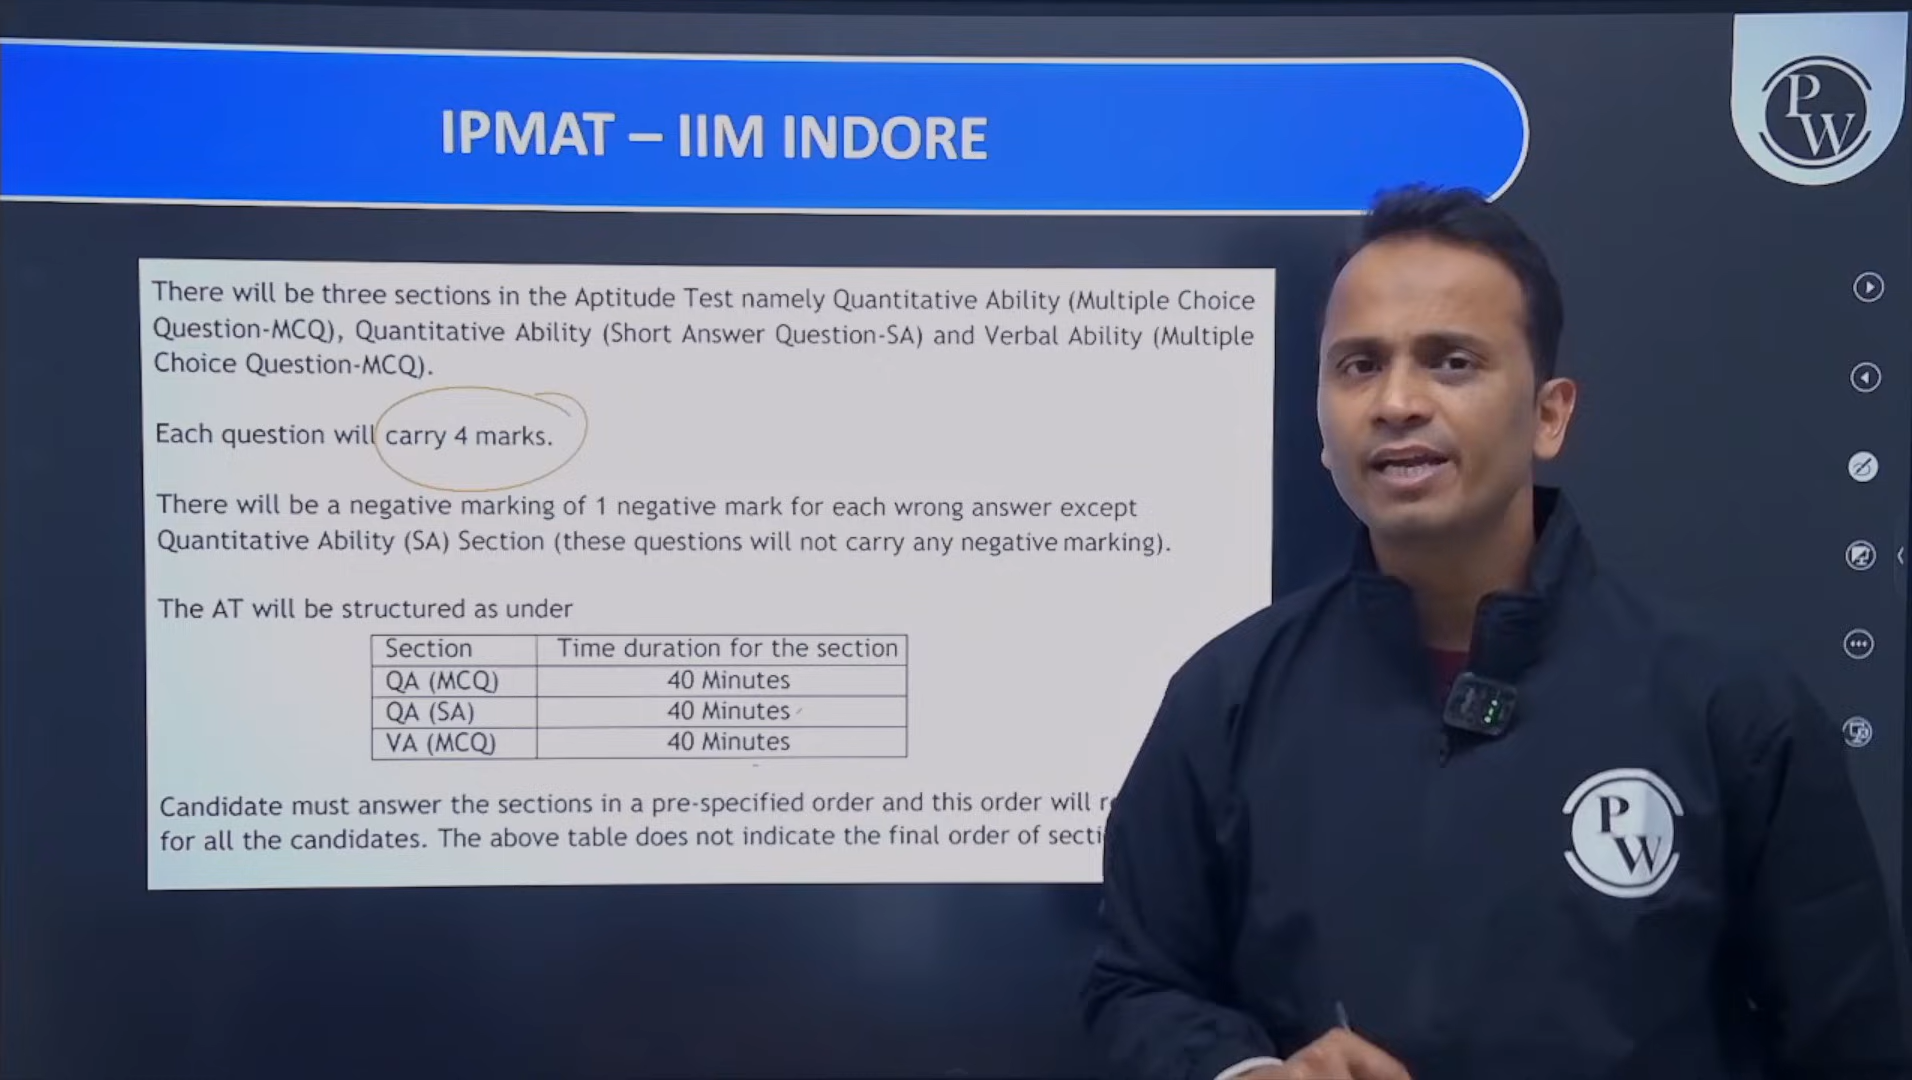 IPMAT – IIM INDORE
PW
There will be three sections in the Aptitude Test namely Quantitative Ability (Multiple Choice
Question-MCQ), Quantitative Ability (Short Answer Question-SA) and Verbal Ability (Multiple
Choice Question-MCQ).
Each question will carry 4 marks.
There will be a negative marking of 1 negative mark for each wrong answer except
Quantitative Ability (SA) Section (these questions will not carry any negative marking).
The AT will be structured as under
Section Time duration for the section
QA (MCQ) 40 Minutes
QA (SA) 40 Minutes
VA (MCQ) 40 Minutes
Candidate must answer the sections in a pre-specified order and this order will
for all the candidates. The above table does not indicate the final order of
PW